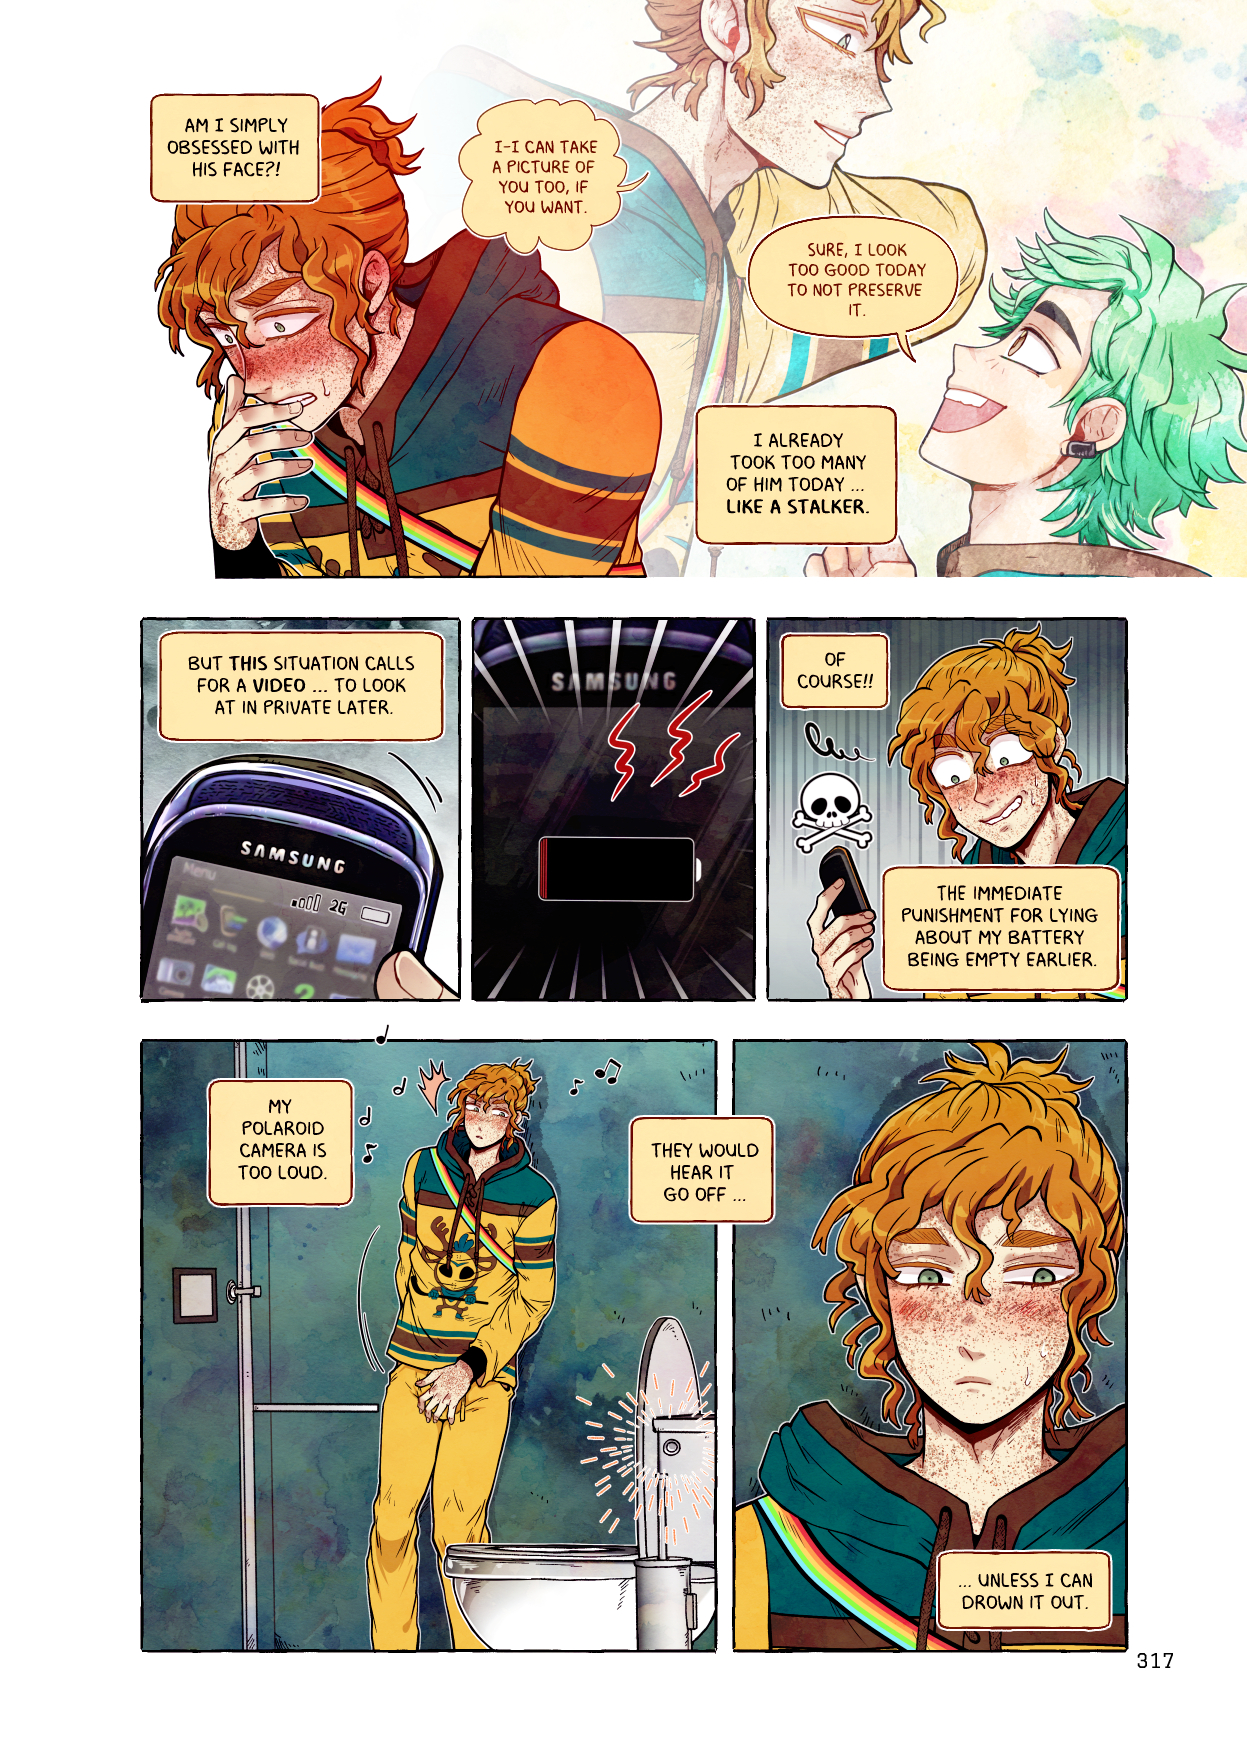 AM I SIMPLY
OBSESSED WITH
HIS FACE?!
I-I CAN TAKE
A PICTURE OF
YOU TOO, IF
YOU WANT.
SURE, I LOOK
TOO GOOD TODAY
TO NOT PRESERVE
IT.
I ALREADY
TOOK TOO MANY
OF HIM TODAY ...
LIKE A STALKER.
BUT THIS SITUATION CALLS
FOR A VIDEO ... TO LOOK
AT IN PRIVATE LATER.
SAMSUNG
Menu
2G
SAMSUNG
OF
COURSE!!
THE IMMEDIATE
PUNISHMENT FOR LYING
ABOUT MY BATTERY
BEING EMPTY EARLIER.
MY
POLAROID
CAMERA IS
TOO LOUD.
THEY WOULD
HEAR IT
GO OFF ...
... UNLESS I CAN
DROWN IT OUT.
317